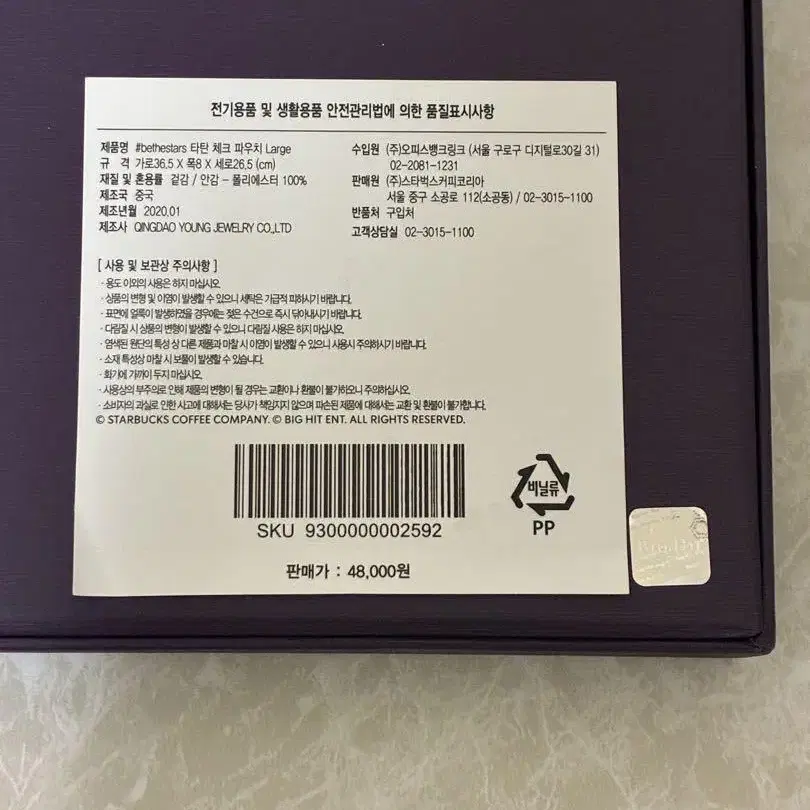 전기용품 및 생활용품 안전관리법에 의한 품질표시사항
제품명 #bethestars 타탄 체크 파우치 Large
규 격 가로36.5 X 폭8 X 세로26.5 (cm)
재질 및 혼용률 겉감 / 안감 - 폴리에스터 100%
제조국 중국
제조년월 2020.01
제조사 QINGDAO YOUNG JEWELRY CO.,LTD
수입원 (주)오피스뱅크링크 (서울 구로구 디지털로30길 31)
02-2081-1231
판매원 (주)스타벅스커피코리아
서울 중구 소공로 112(소공동) / 02-3015-1100
반품처 구입처
고객상담실 02-3015-1100
[ 사용 및 보관상 주의사항 ]
· 용도 이외의 사용은 하지 마십시오.
· 상품의 변형 및 이염이 발생할 수 있으니 세탁은 가급적 피하시기 바랍니다.
· 표면에 얼룩이 발생하였을 경우에는 젖은 수건으로 즉시 닦아내시기 바랍니다.
· 다림질 시 상품의 변형이 발생할 수 있으니 다림질 사용은 하지 마십시오.
· 염색된 원단의 특성 상 다른 제품과 마찰 시 이염이 발생할 수 있으니 사용시 주의하시기 바랍니다.
· 소재 특성상 마찰 시 보풀이 발생할 수 있습니다.
· 화기에 가까이 두지 마십시오.
· 사용상의 부주의로 인해 제품의 변형이 될 경우는 교환이나 환불이 불가하오니 주의하십시오.
· 소비자의 과실로 인한 사고에 대해서는 당사가 책임지지 않으며 파손된 제품에 대해서는 교환 및 환불이 불가합니다.
© STARBUCKS COFFEE COMPANY. © BIG HIT ENT. ALL RIGHTS RESERVED.
SKU 9300000002592
비닐류
PP
판매가 : 48,000원